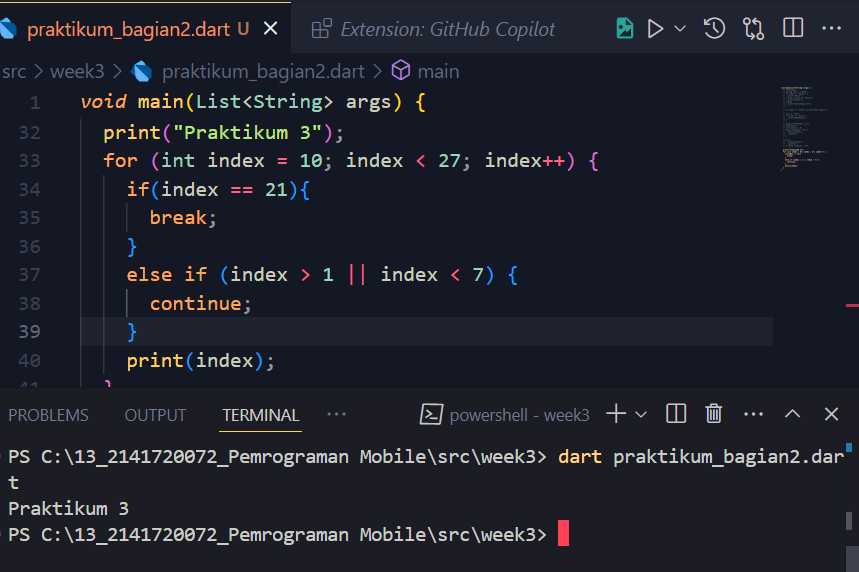 praktikum_bagian2.dart U Extension: GitHub Copilot
src > week3 > praktikum_bagian2.dart > main
1 void main(List<String> args) {
32 print("Praktikum 3");
33 for (int index = 10; index < 27; index++) {
34 if(index == 21){
35 break;
36 }
37 else if (index > 1 || index < 7) {
38 continue;
39 }
40 print(index);
41 }
PROBLEMS OUTPUT TERMINAL ··· powershell - week3
PS C:\13_2141720072_Pemrograman Mobile\src\week3> dart praktikum_bagian2.dar
t
Praktikum 3
PS C:\13_2141720072_Pemrograman Mobile\src\week3>